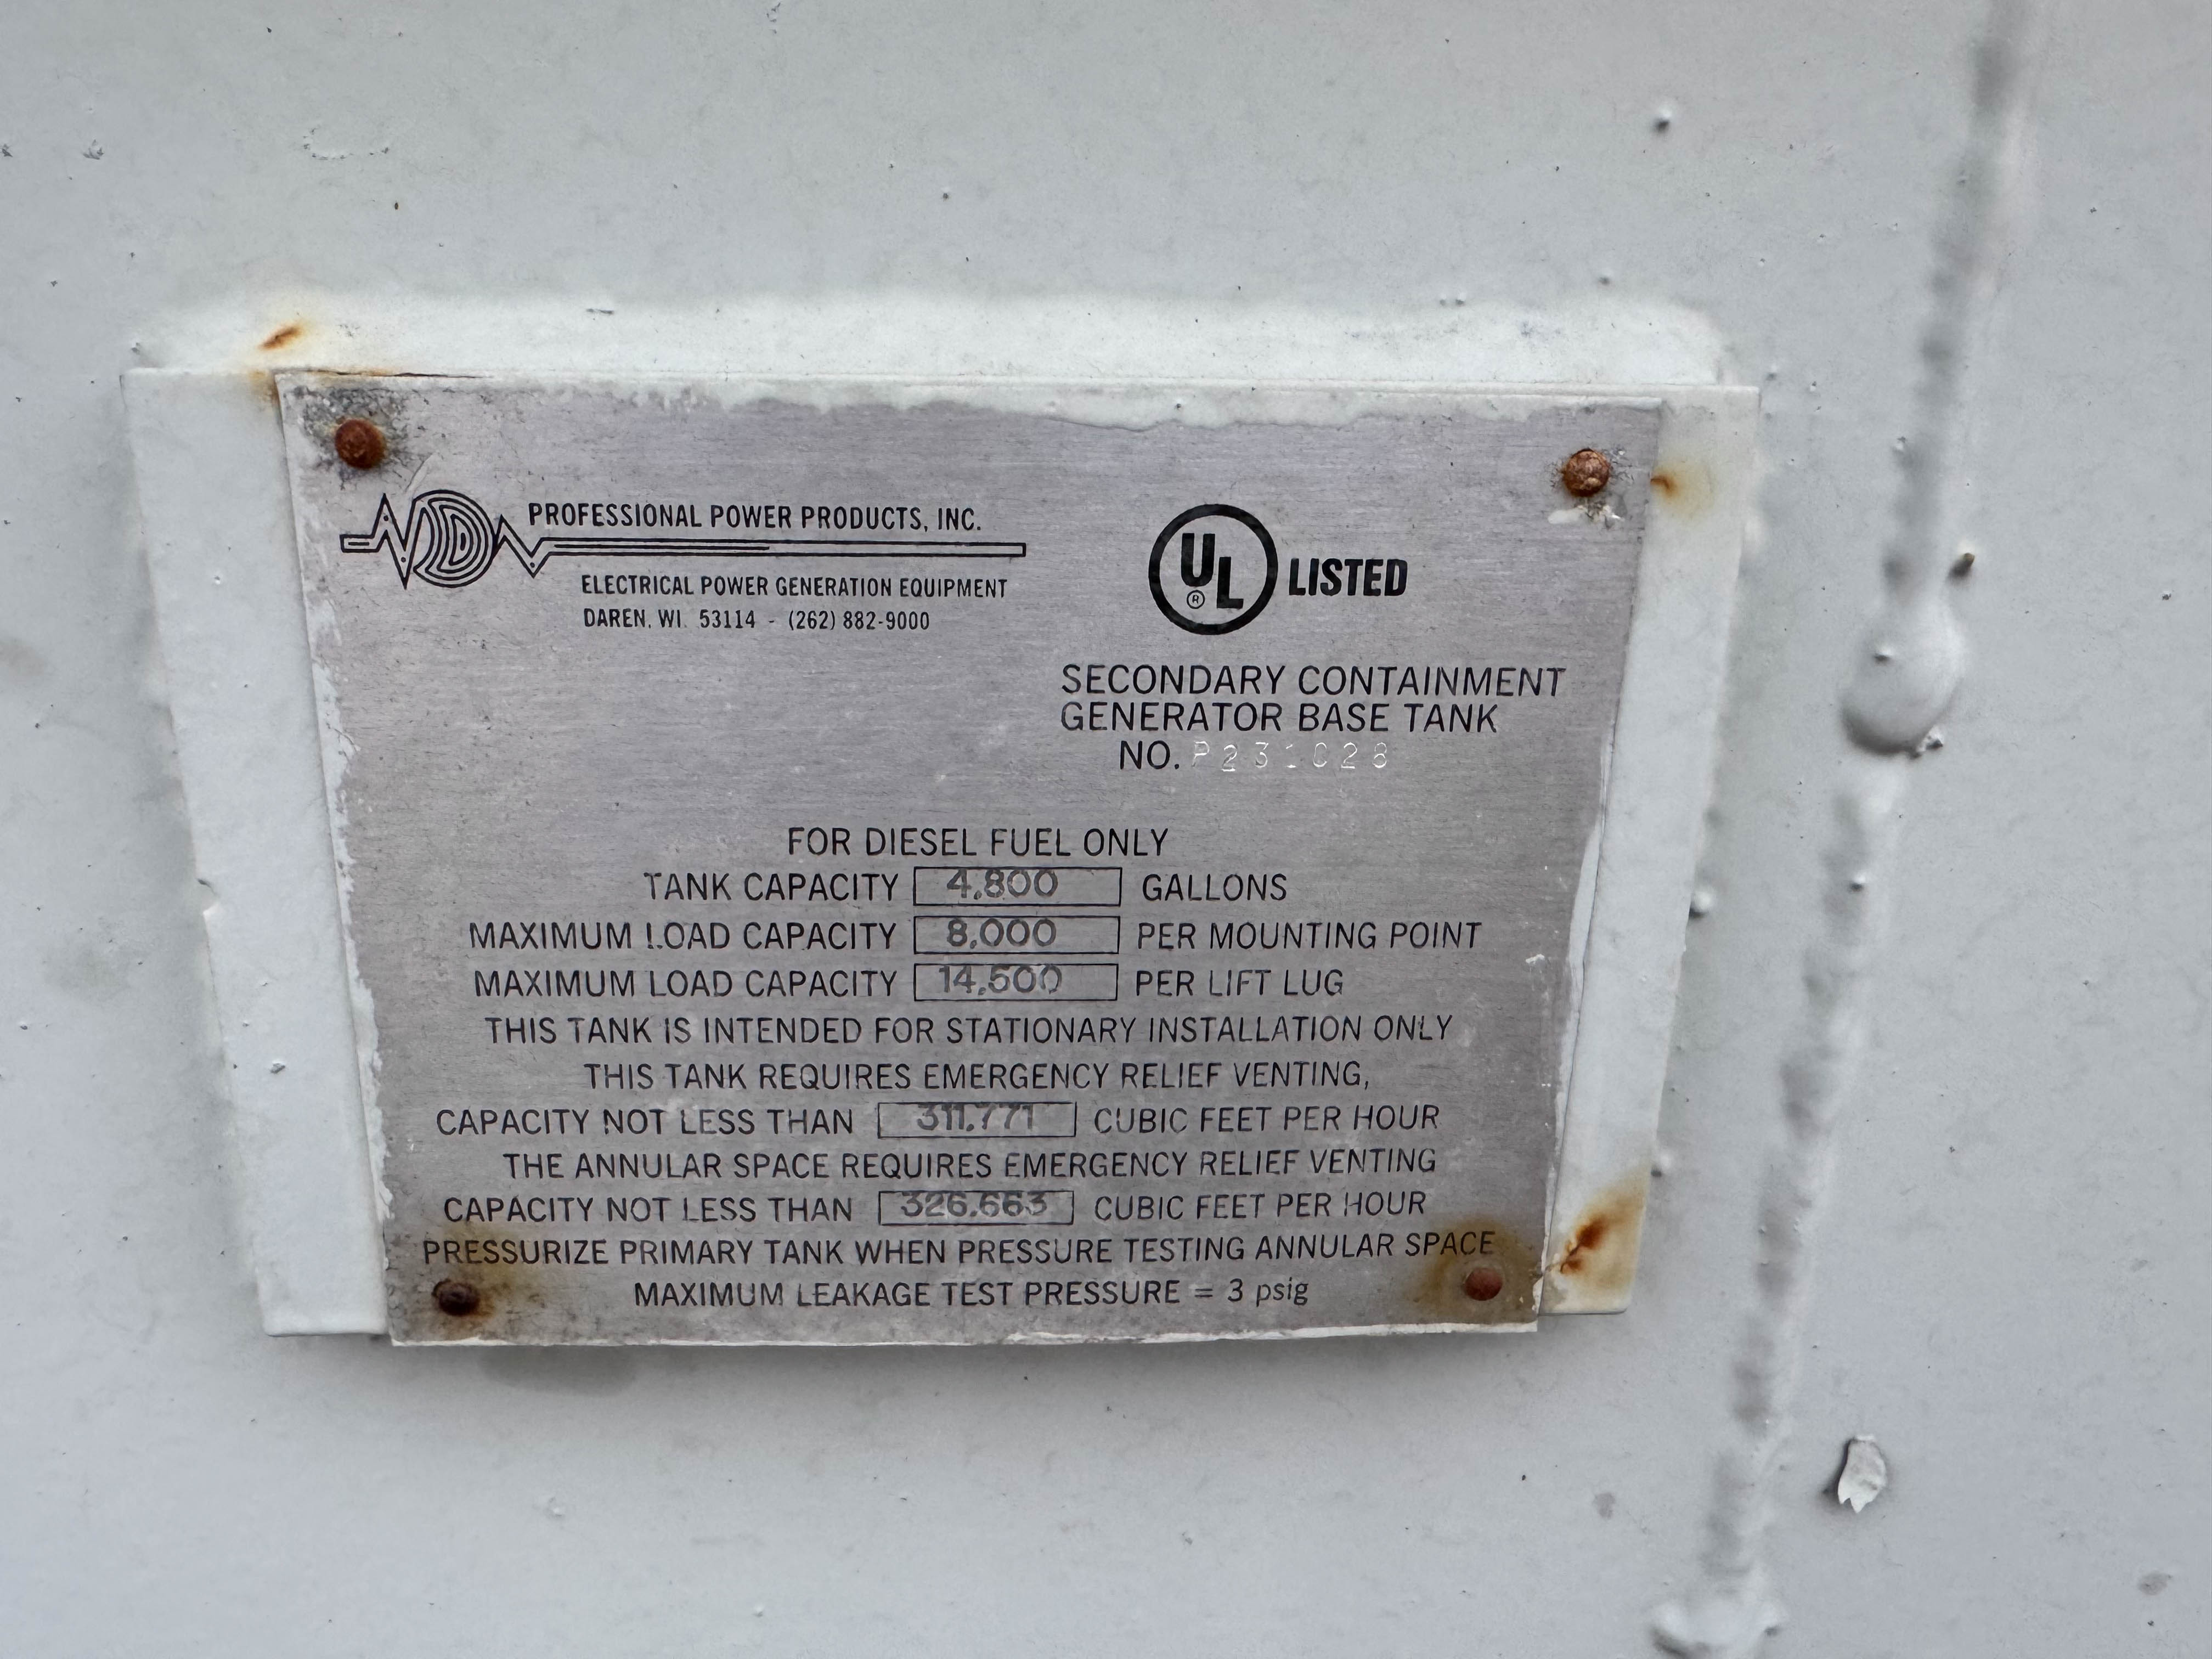 PROFESSIONAL POWER PRODUCTS, INC.
ELECTRICAL POWER GENERATION EQUIPMENT
DAREN, WI. 53114 - (262) 882-9000
UL® LISTED
SECONDARY CONTAINMENT
GENERATOR BASE TANK
NO.
FOR DIESEL FUEL ONLY
TANK CAPACITY 4,800 GALLONS
MAXIMUM LOAD CAPACITY 8,000 PER MOUNTING POINT
MAXIMUM LOAD CAPACITY 14,500 PER LIFT LUG
THIS TANK IS INTENDED FOR STATIONARY INSTALLATION ONLY
THIS TANK REQUIRES EMERGENCY RELIEF VENTING,
CAPACITY NOT LESS THAN 311,771 CUBIC FEET PER HOUR
THE ANNULAR SPACE REQUIRES EMERGENCY RELIEF VENTING
CAPACITY NOT LESS THAN 326,663 CUBIC FEET PER HOUR
PRESSURIZE PRIMARY TANK WHEN PRESSURE TESTING ANNULAR SPACE
MAXIMUM LEAKAGE TEST PRESSURE = 3 psig